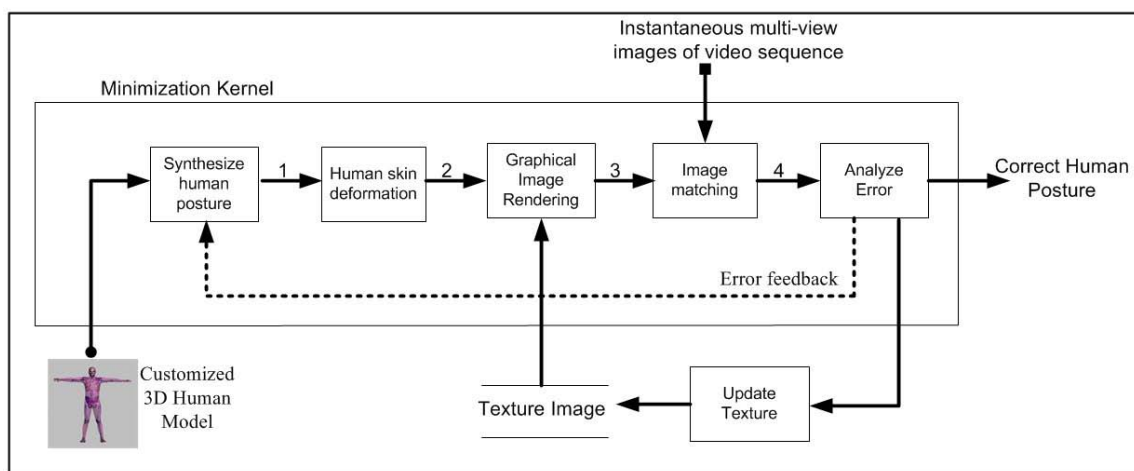 Instantaneous multi-view
images of video sequence
Minimization Kernel
Synthesize
human
posture
1
Human skin
deformation
2
Graphical
Image
Rendering
3
Image
matching
4
Analyze
Error
Correct Human
Posture
Error feedback
Customized
3D Human
Model
Texture Image
Update
Texture